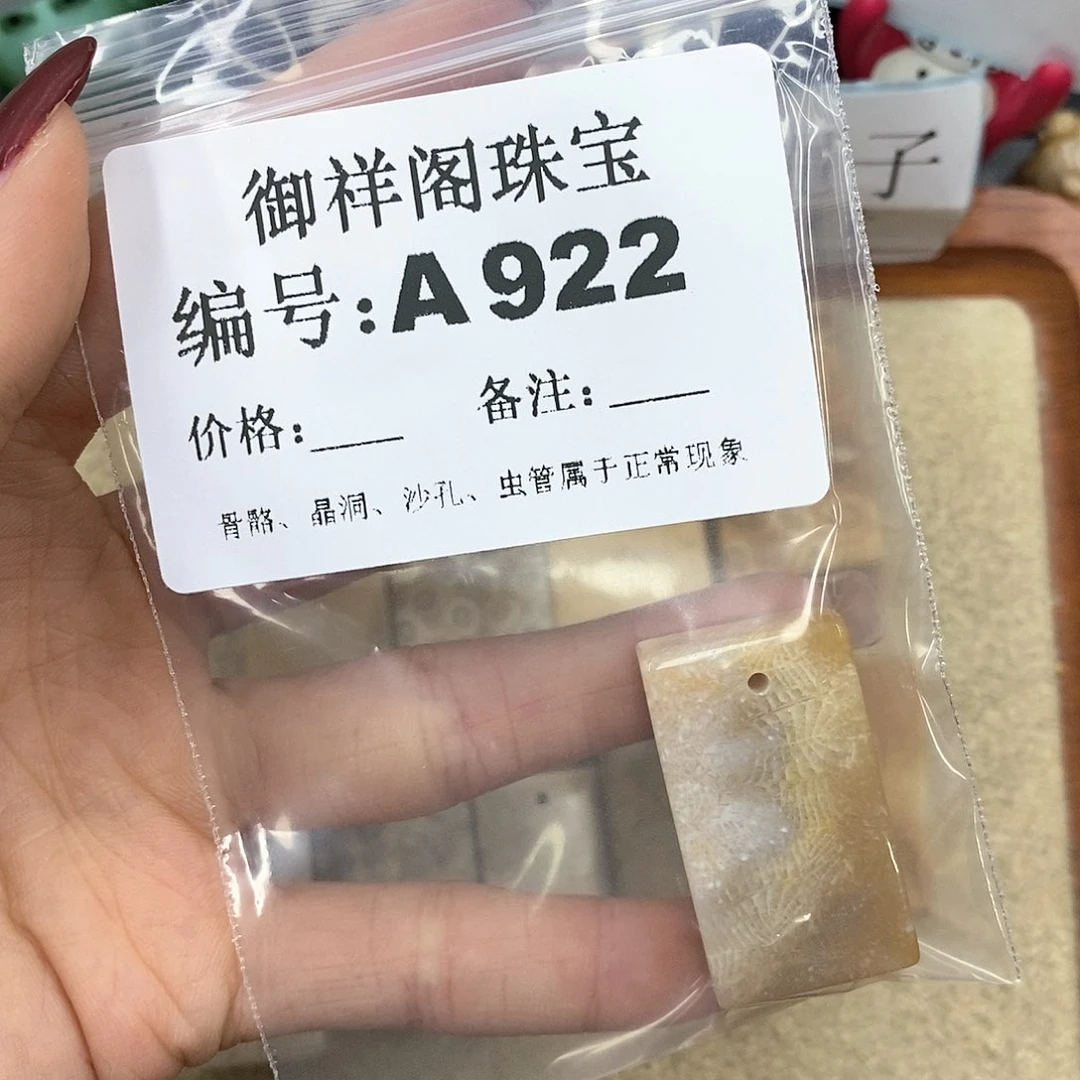 御祥阁珠宝
编号:A922
价格:____ 备注:____
骨骼、晶洞、沙孔、虫管属于正常现象
子